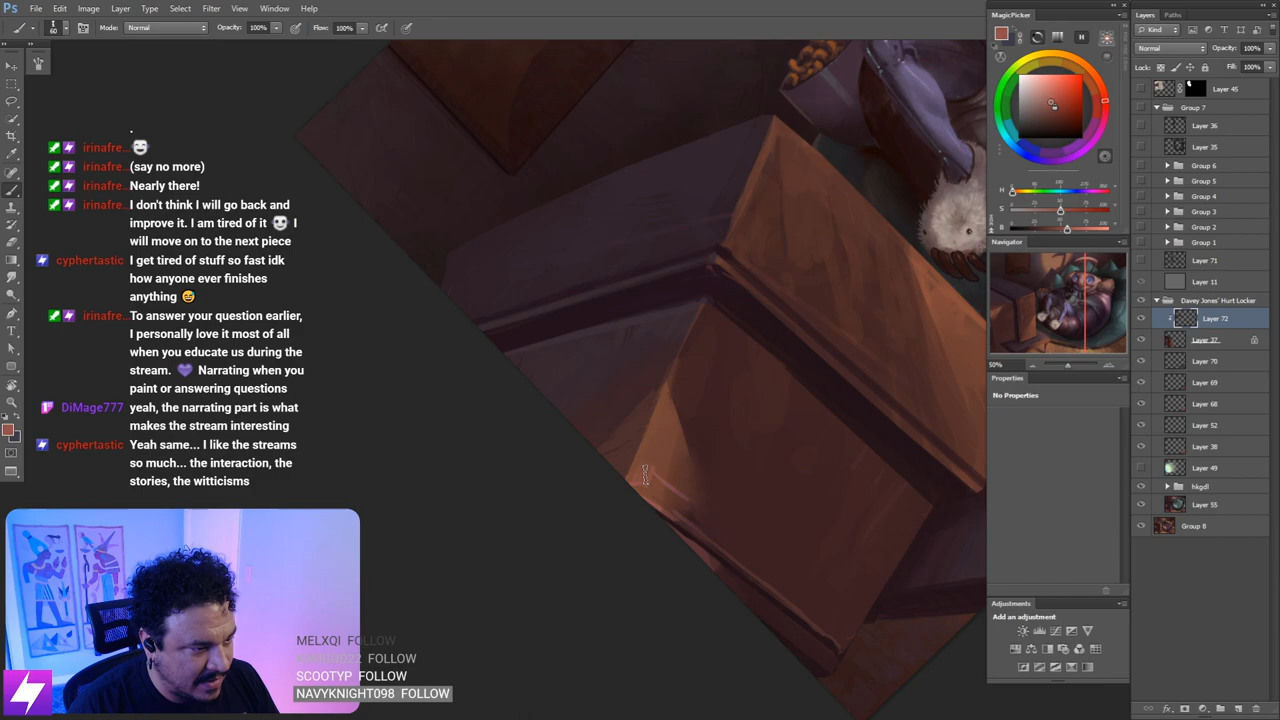 Ps File Edit Image Layer Type Select Filter View Window Help
60 Mode: Normal Opacity: 100% Flow: 100%
.
irinafre...
irinafre... (say no more)
irinafre... Nearly there!
irinafre... I don't think I will go back and
improve it. I am tired of it I
will move on to the next piece
cyphertastic I get tired of stuff so fast idk
how anyone ever finishes
anything
irinafre... To answer your question earlier,
I personally love it most of all
when you educate us during the
stream. Narrating when you
paint or answering questions
DiMage777 yeah, the narrating part is what
makes the stream interesting
cyphertastic Yeah same... I like the streams
so much... the interaction, the
stories, the witticisms
MELXQI FOLLOW
FOLLOW
SCOOTYP FOLLOW
NAVYKNIGHT098 FOLLOW
MagicPicker
H
H
S
B
Navigator
50%
Properties
No Properties
Adjustments
Add an adjustment
Layers Paths
Kind
Normal Opacity: 100%
Lock: Fill: 100%
Layer 45
Group 7
Layer 36
Layer 35
Group 6
Group 5
Group 4
Group 3
Group 2
Group 1
Layer 71
Layer 11
Davey Jones' Hurt Locker
Layer 72
Layer 37
Layer 70
Layer 69
Layer 68
Layer 52
Layer 38
Layer 49
hkgdl
Layer 55
Group 8
fx